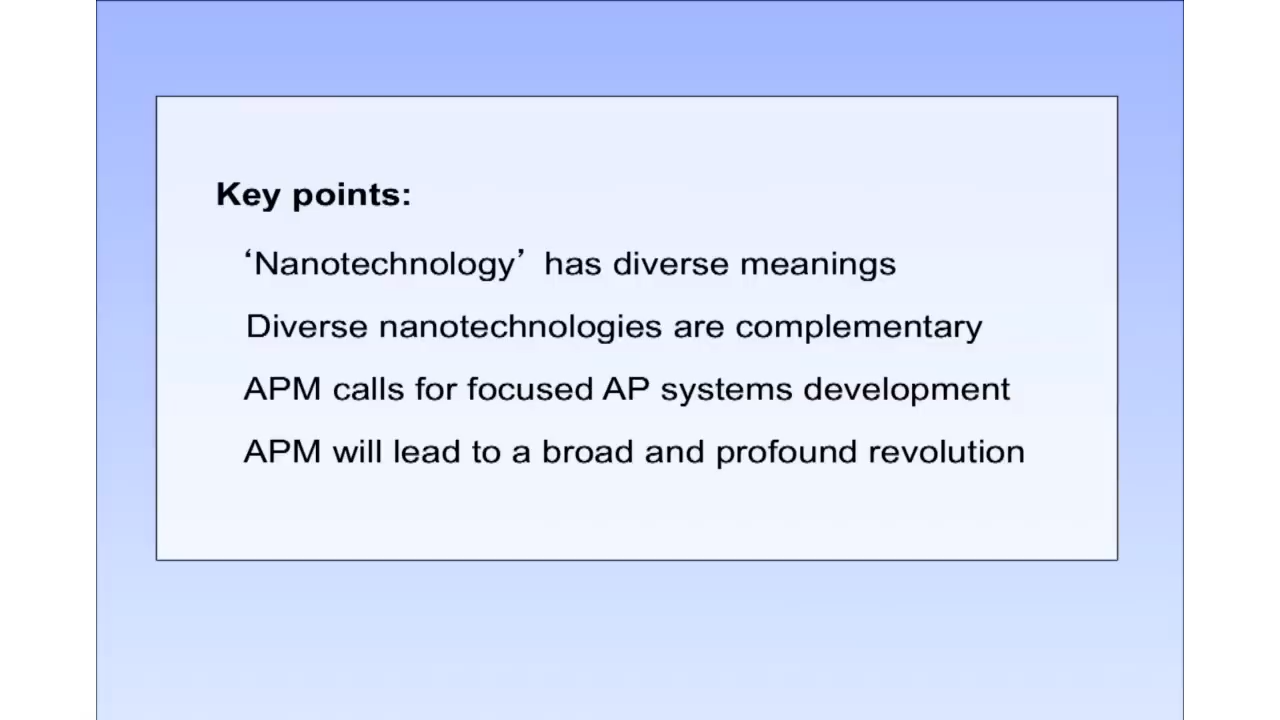 Key points:
‘Nanotechnology’ has diverse meanings
Diverse nanotechnologies are complementary
APM calls for focused AP systems development
APM will lead to a broad and profound revolution